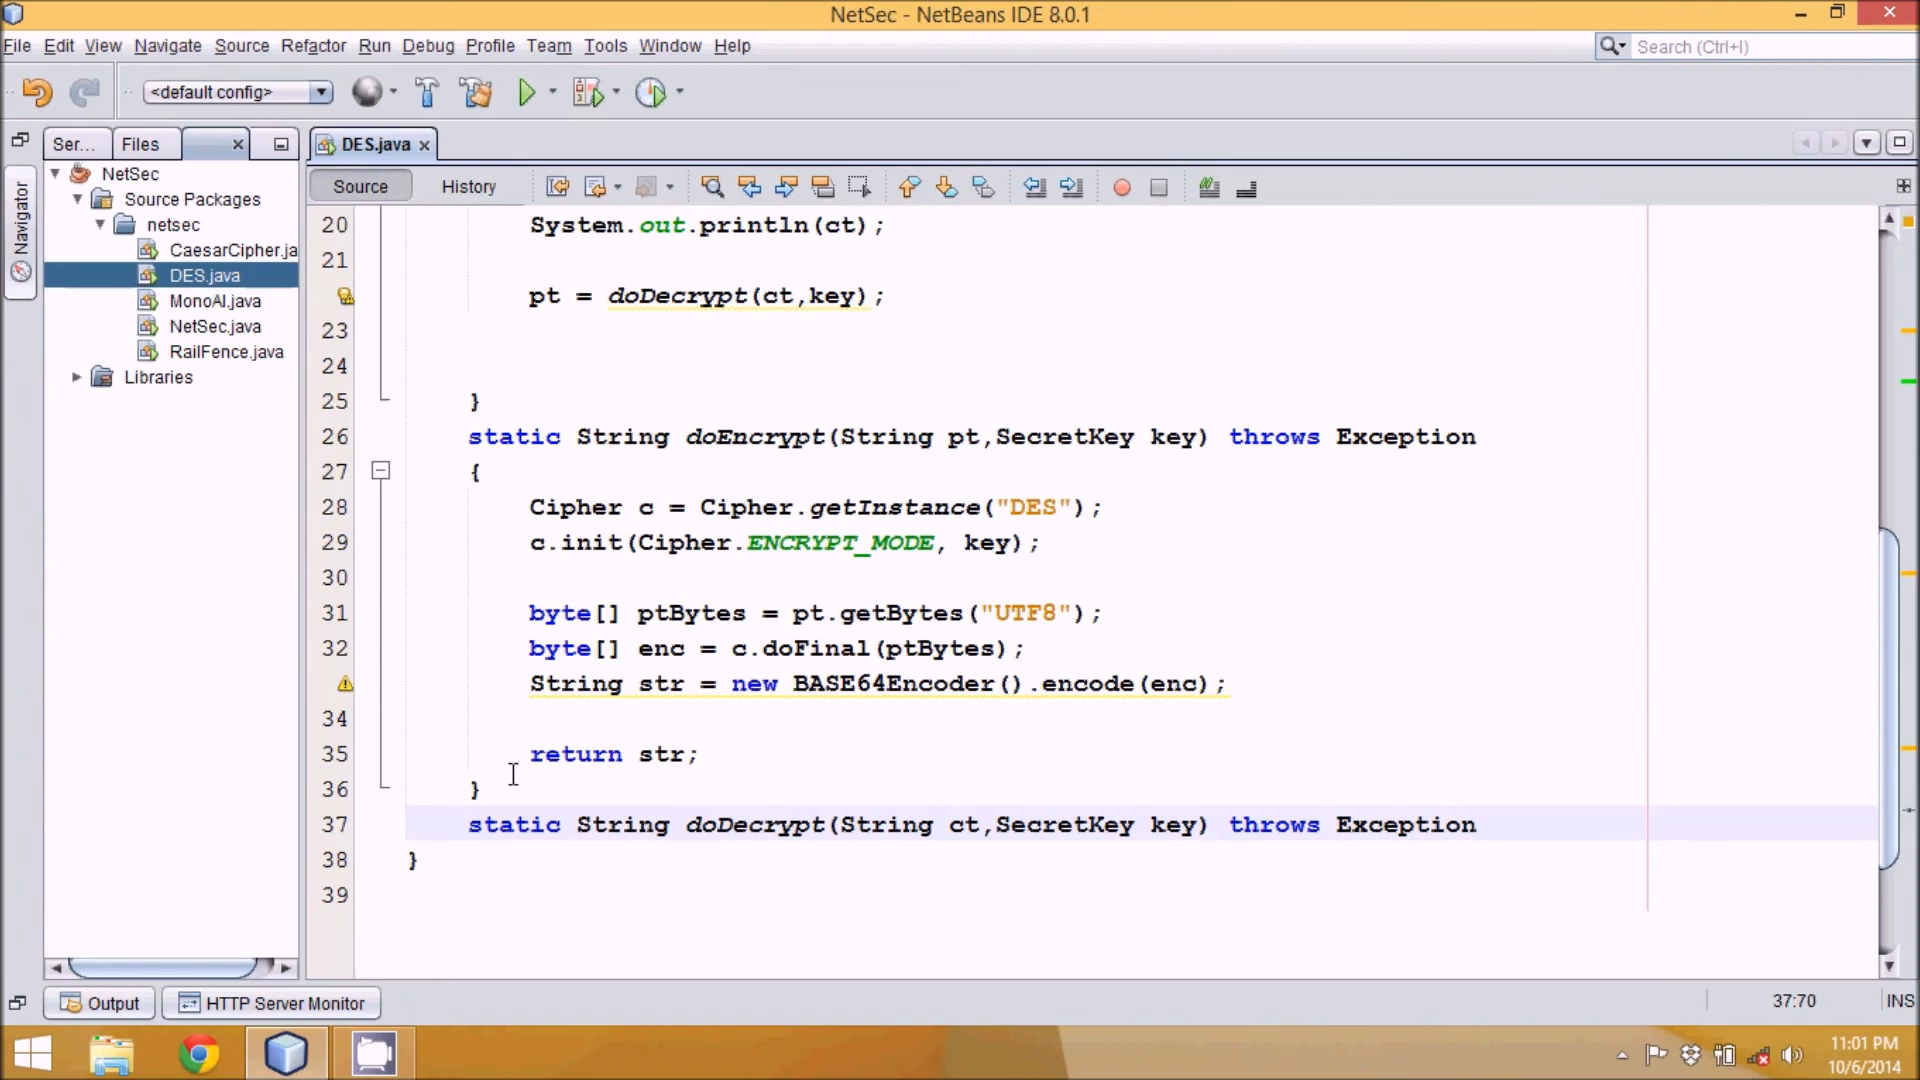 NetSec - NetBeans IDE 8.0.1
File Edit View Navigate Source Refactor Run Debug Profile Team Tools Window Help
Search (Ctrl+I)
<default config>
Ser... Files
DES.java
Navigator
NetSec
Source Packages
netsec
CaesarCipher.ja
DES.java
MonoAl.java
NetSec.java
RailFence.java
Libraries
Source History
20 System.out.println(ct);
21
pt = doDecrypt(ct,key);
23
24
25 }
26 static String doEncrypt(String pt,SecretKey key) throws Exception
27 {
28 Cipher c = Cipher.getInstance("DES");
29 c.init(Cipher.ENCRYPT_MODE, key);
30
31 byte[] ptBytes = pt.getBytes("UTF8");
32 byte[] enc = c.doFinal(ptBytes);
String str = new BASE64Encoder().encode(enc);
34
35 return str;
36 }
37 static String doDecrypt(String ct,SecretKey key) throws Exception
38 }
39
Output HTTP Server Monitor
37:70 INS
11:01 PM
10/6/2014